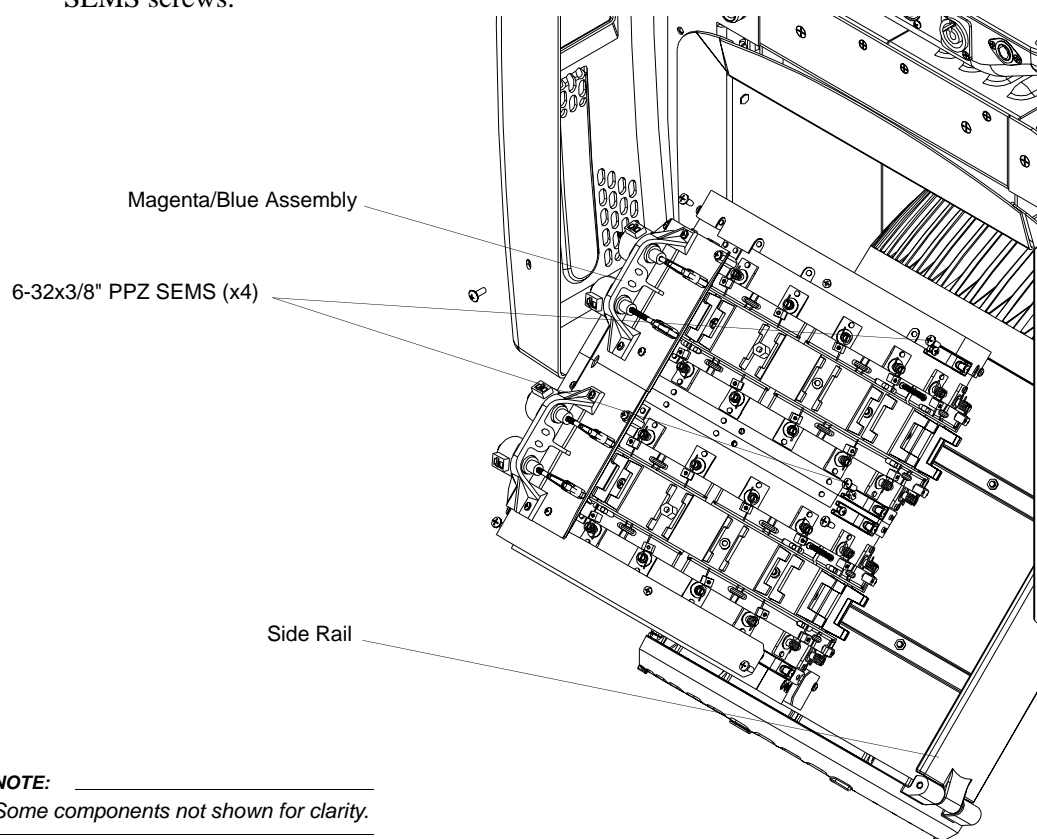 SEMS screws.
Magenta/Blue Assembly
6-32x3/8" PPZ SEMS (x4)
Side Rail
NOTE:
Some components not shown for clarity.